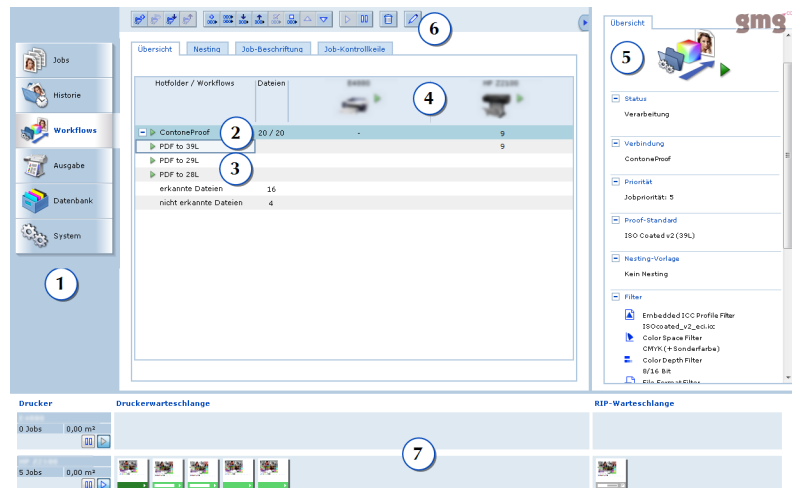 Übersicht
gmg
6
Übersicht Nesting Job-Beschriftung Job-Kontrollkeile
5
Jobs
Historie
Workflows
Ausgabe
Datenbank
System
1
Hotfolder / Workflows Dateien
4
HP Z2100
ContoneProof 2 20 / 20 - 9
PDF to 39L 9
PDF to 29L
3
PDF to 28L
erkannte Dateien 16
nicht erkannte Dateien 4
Status
Verarbeitung
Verbindung
ContoneProof
Priorität
Jobpriorität: 5
Proof-Standard
ISO Coated v2 (39L)
Nesting-Vorlage
Kein Nesting
Filter
Embedded ICC Profile Filter
ISOcoated_v2_eci.icc
Color Space Filter
CMYK (+ Sonderfarbe)
Color Depth Filter
8/16 Bit
File Format Filter
Drucker Druckerwarteschlange RIP-Warteschlange
0 Jobs 0,00 m²
7
5 Jobs 0,00 m²